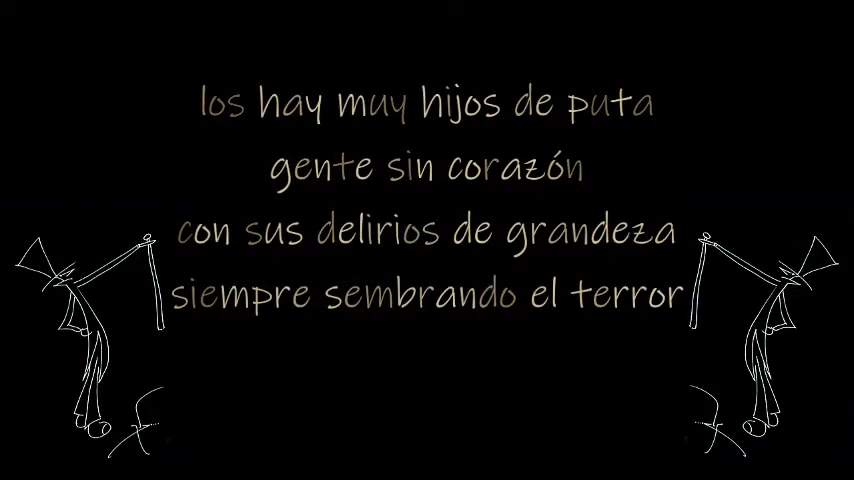 los hay muy hijos de puta
gente sin corazón
con sus delirios de grandeza
siempre sembrando el terror